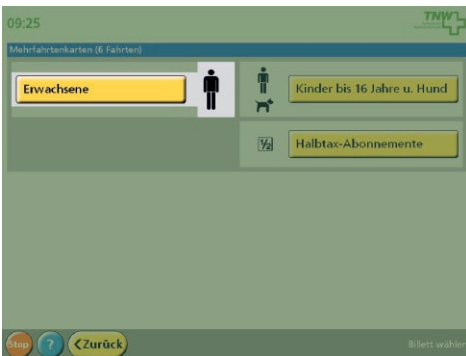 09:25
TNW
Mehrfahrtenkarten (6 Fahrten)
Erwachsene
Kinder bis 16 Jahre u. Hund
½
Halbtax-Abonnemente
Stop
?
<Zurück
Billett wählen